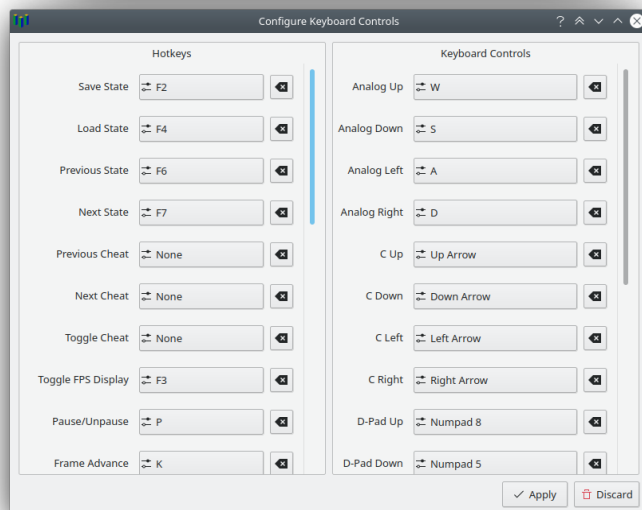 Configure Keyboard Controls
Hotkeys
Save State F2
Load State F4
Previous State F6
Next State F7
Previous Cheat None
Next Cheat None
Toggle Cheat None
Toggle FPS Display F3
Pause/Unpause P
Frame Advance K
Keyboard Controls
Analog Up W
Analog Down S
Analog Left A
Analog Right D
C Up Up Arrow
C Down Down Arrow
C Left Left Arrow
C Right Right Arrow
D-Pad Up Numpad 8
D-Pad Down Numpad 5
Apply Discard